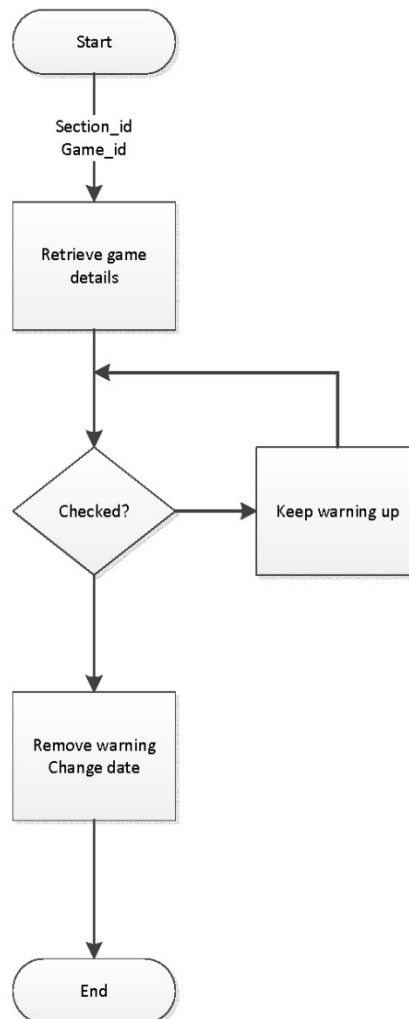 Start
Section_id
Game_id
Retrieve game
details
Checked?
Keep warning up
Remove warning
Change date
End